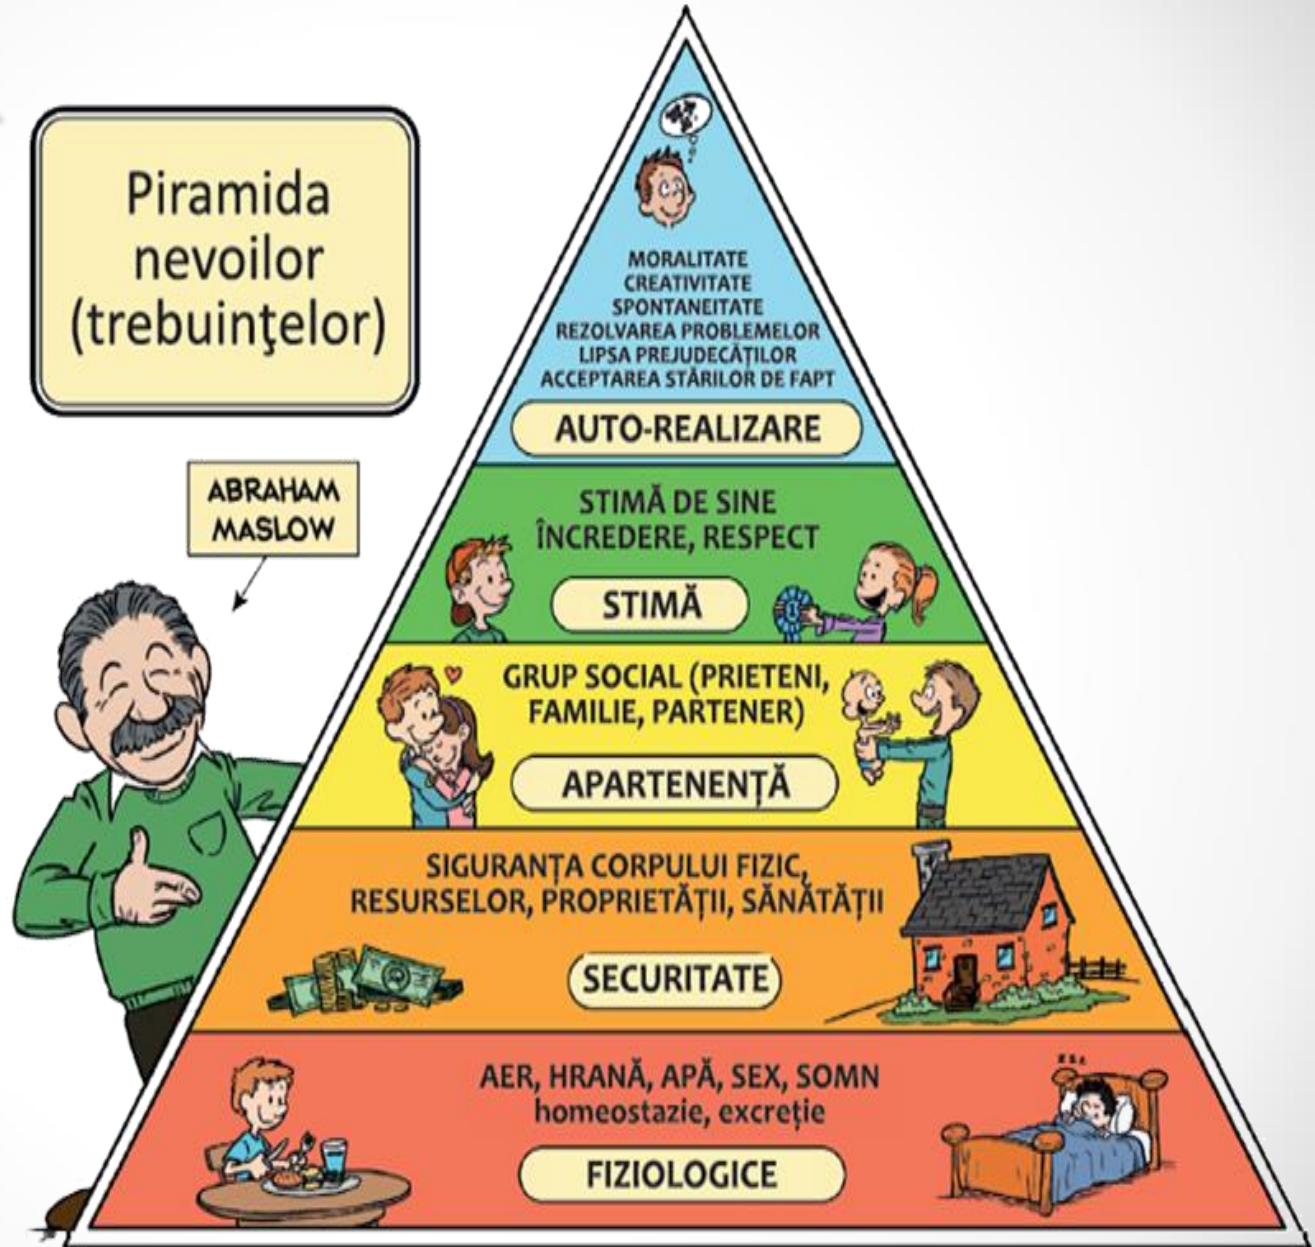 Piramida
nevoilor
(trebuinţelor)
ABRAHAM
MASLOW
MORALITATE
CREATIVITATE
SPONTANEITATE
REZOLVAREA PROBLEMELOR
LIPSA PREJUDECĂȚILOR
ACCEPTAREA STĂRILOR DE FAPT
AUTO-REALIZARE
STIMĂ DE SINE
ÎNCREDERE, RESPECT
1
STIMĂ
GRUP SOCIAL (PRIETENI,
FAMILIE, PARTENER)
APARTENENȚĂ
SIGURANȚA CORPULUI FIZIC,
RESURSELOR, PROPRIETĂȚII, SĂNĂTĂȚII
SECURITATE
AER, HRANĂ, APĂ, SEX, SOMN
homeostazie, excreție
FIZIOLOGICE